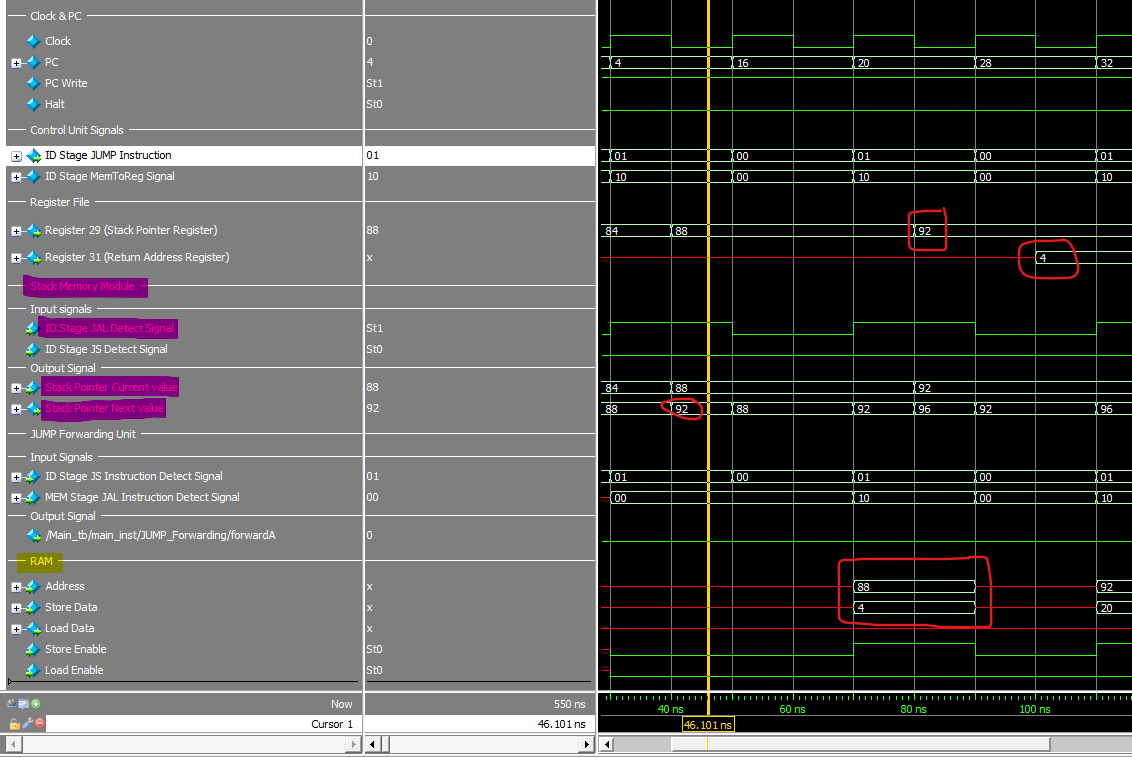 Clock & PC
Clock 0
PC 4 4 16 20 28 32
PC Write St1
Halt St0
Control Unit Signals
ID Stage JUMP Instruction 01 01 00 01 00 01
ID Stage MemToReg Signal 10 10 00 10 00 10
Register File
Register 29 (Stack Pointer Register) 88 84 88 92
Register 31 (Return Address Register) x 4
Stack Memory Module
Input signals
ID Stage JAL Detect Signal St1
ID Stage JS Detect Signal St0
Output Signal
Stack Pointer Current value 88 84 88 92
Stack Pointer Next value 92 88 92 88 92 96 92 96
JUMP Forwarding Unit
Input Signals
ID Stage JS Instruction Detect Signal 01 01 00 01 00 01
MEM Stage JAL Instruction Detect Signal 00 00 10 00 10
Output Signal
/Main_tb/main_inst/JUMP_Forwarding/forwardA 0
RAM
Address x 88 92
Store Data x 4 20
Load Data x
Store Enable St0
Load Enable St0
Now 550 ns 40 ns 60 ns 80 ns 100 ns
Cursor 1 46.101 ns 46.101 ns